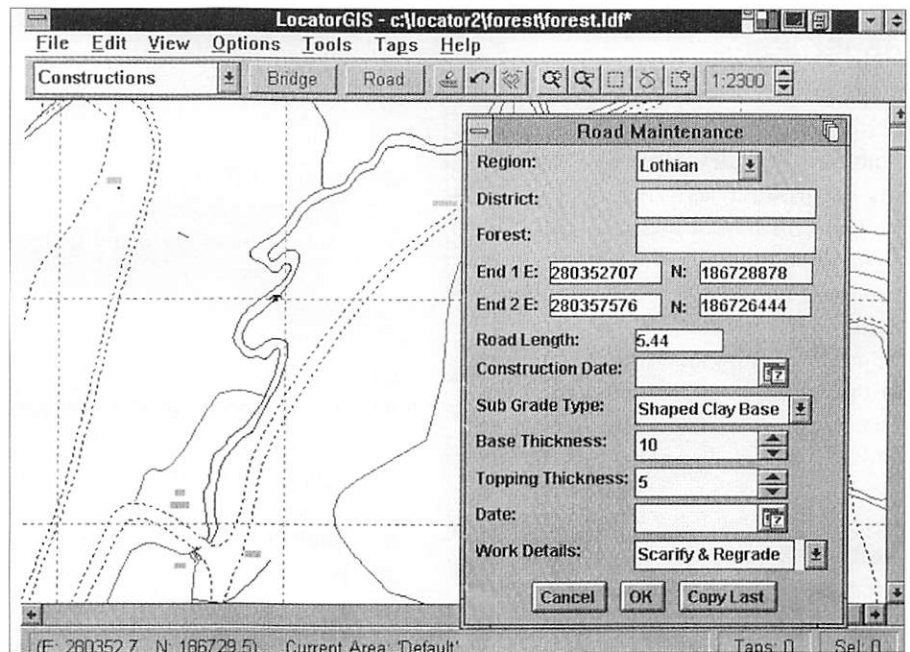 LocatorGIS - c:\locator2\forest\forest.ldf*
File Edit View Options Tools Taps Help
Constructions Bridge Road 1:2300
Road Maintenance
Region: Lothian
District:
Forest:
End 1 E: 280352707 N: 186728878
End 2 E: 280357576 N: 186726444
Road Length: 5.44
Construction Date:
Sub Grade Type: Shaped Clay Base
Base Thickness: 10
Topping Thickness: 5
Date:
Work Details: Scarify & Regrade
Cancel OK Copy Last
(E: 280352.7 N: 186729.5) Current Area: 'Default' Taps: 0 Sel: 0